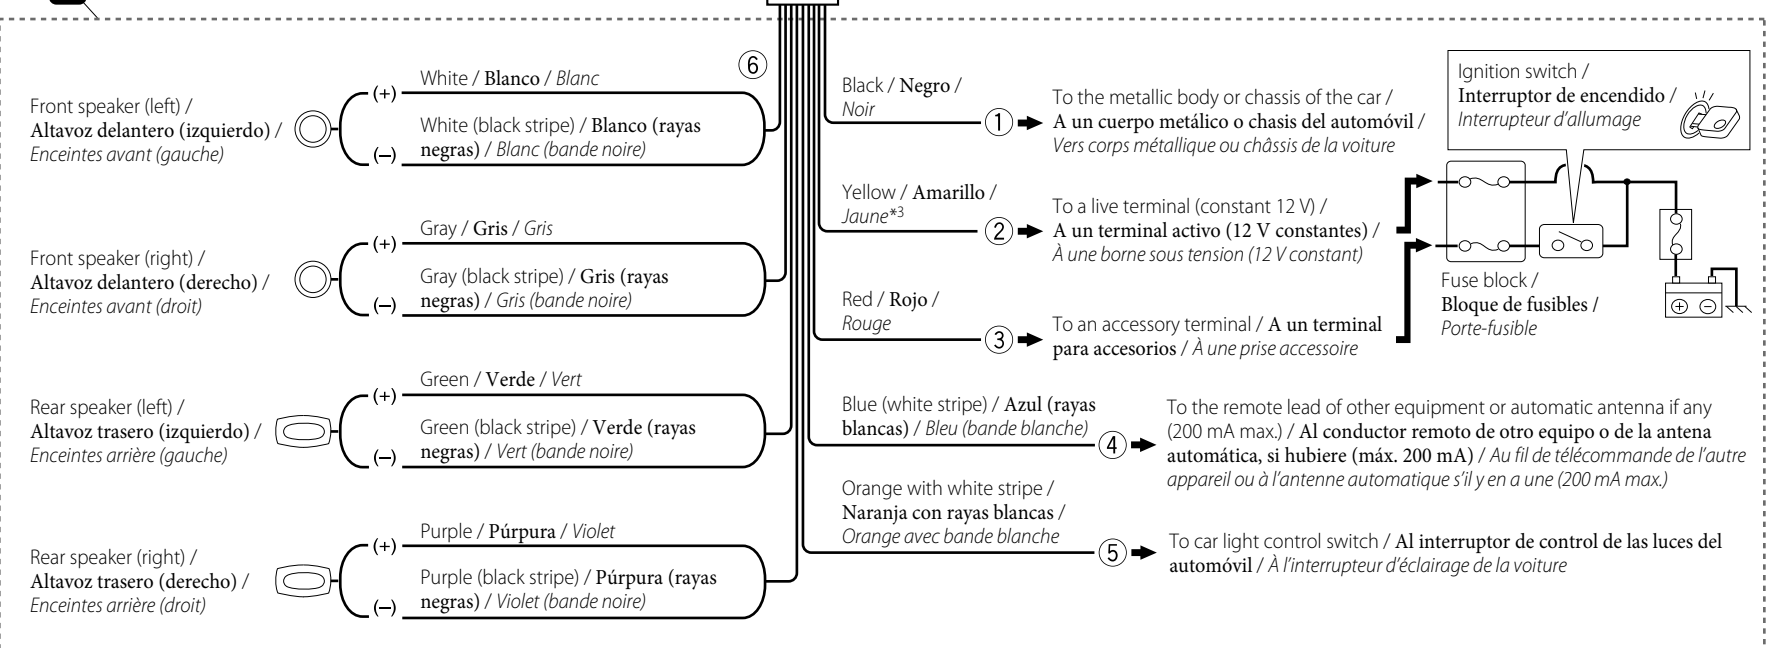 ⑥
Front speaker (left) /
Altavoz delantero (izquierdo) /
Enceintes avant (gauche)
(+)
White / Blanco / Blanc
White (black stripe) / Blanco (rayas
negras) / Blanc (bande noire)
(–)
Front speaker (right) /
Altavoz delantero (derecho) /
Enceintes avant (droit)
(+)
Gray / Gris / Gris
Gray (black stripe) / Gris (rayas
negras) / Gris (bande noire)
(–)
Rear speaker (left) /
Altavoz trasero (izquierdo) /
Enceintes arrière (gauche)
(+)
Green / Verde / Vert
Green (black stripe) / Verde (rayas
negras) / Vert (bande noire)
(–)
Rear speaker (right) /
Altavoz trasero (derecho) /
Enceintes arrière (droit)
(+)
Purple / Púrpura / Violet
Purple (black stripe) / Púrpura (rayas
negras) / Violet (bande noire)
(–)
Black / Negro /
Noir
①
To the metallic body or chassis of the car /
A un cuerpo metálico o chasis del automóvil /
Vers corps métallique ou châssis de la voiture
Yellow / Amarillo /
Jaune*3
②
To a live terminal (constant 12 V) /
A un terminal activo (12 V constantes) /
À une borne sous tension (12 V constant)
Red / Rojo /
Rouge
③
To an accessory terminal / A un terminal
para accesorios / À une prise accessoire
Ignition switch /
Interruptor de encendido /
Interrupteur d'allumage
Fuse block /
Bloque de fusibles /
Porte-fusible
+ –
Blue (white stripe) / Azul (rayas
blancas) / Bleu (bande blanche)
④
To the remote lead of other equipment or automatic antenna if any
(200 mA max.) / Al conductor remoto de otro equipo o de la antena
automática, si hubiere (máx. 200 mA) / Au fil de télécommande de l'autre
appareil ou à l'antenne automatique s'il y en a une (200 mA max.)
Orange with white stripe /
Naranja con rayas blancas /
Orange avec bande blanche
⑤
To car light control switch / Al interruptor de control de las luces del
automóvil / À l'interrupteur d'éclairage de la voiture